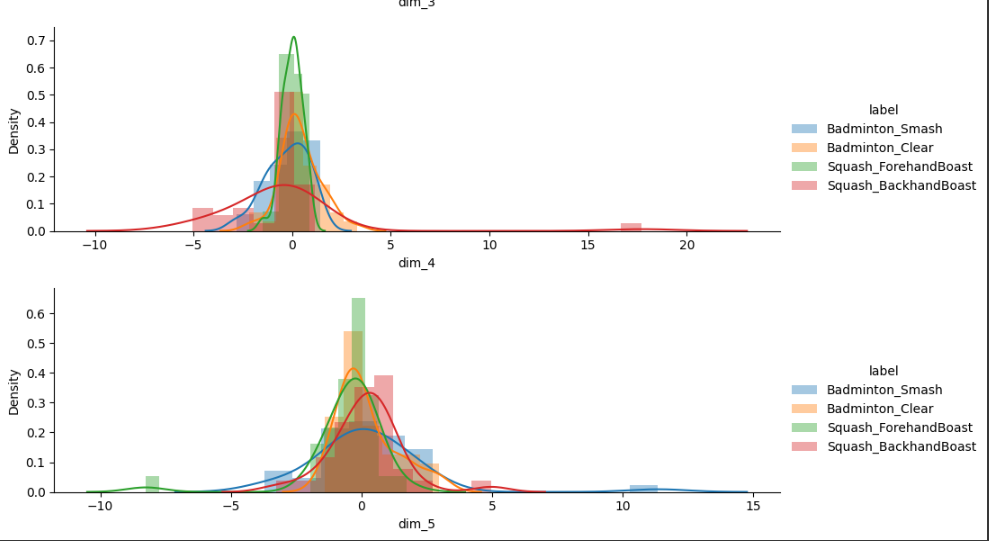 dim_3
0.7
0.6
0.5
0.4
0.3
0.2
0.1
0.0
Density
−10 −5 0 5 10 15 20
dim_4
label
Badminton_Smash
Badminton_Clear
Squash_ForehandBoast
Squash_BackhandBoast
0.6
0.5
0.4
0.3
0.2
0.1
0.0
Density
−10 −5 0 5 10 15
dim_5
label
Badminton_Smash
Badminton_Clear
Squash_ForehandBoast
Squash_BackhandBoast